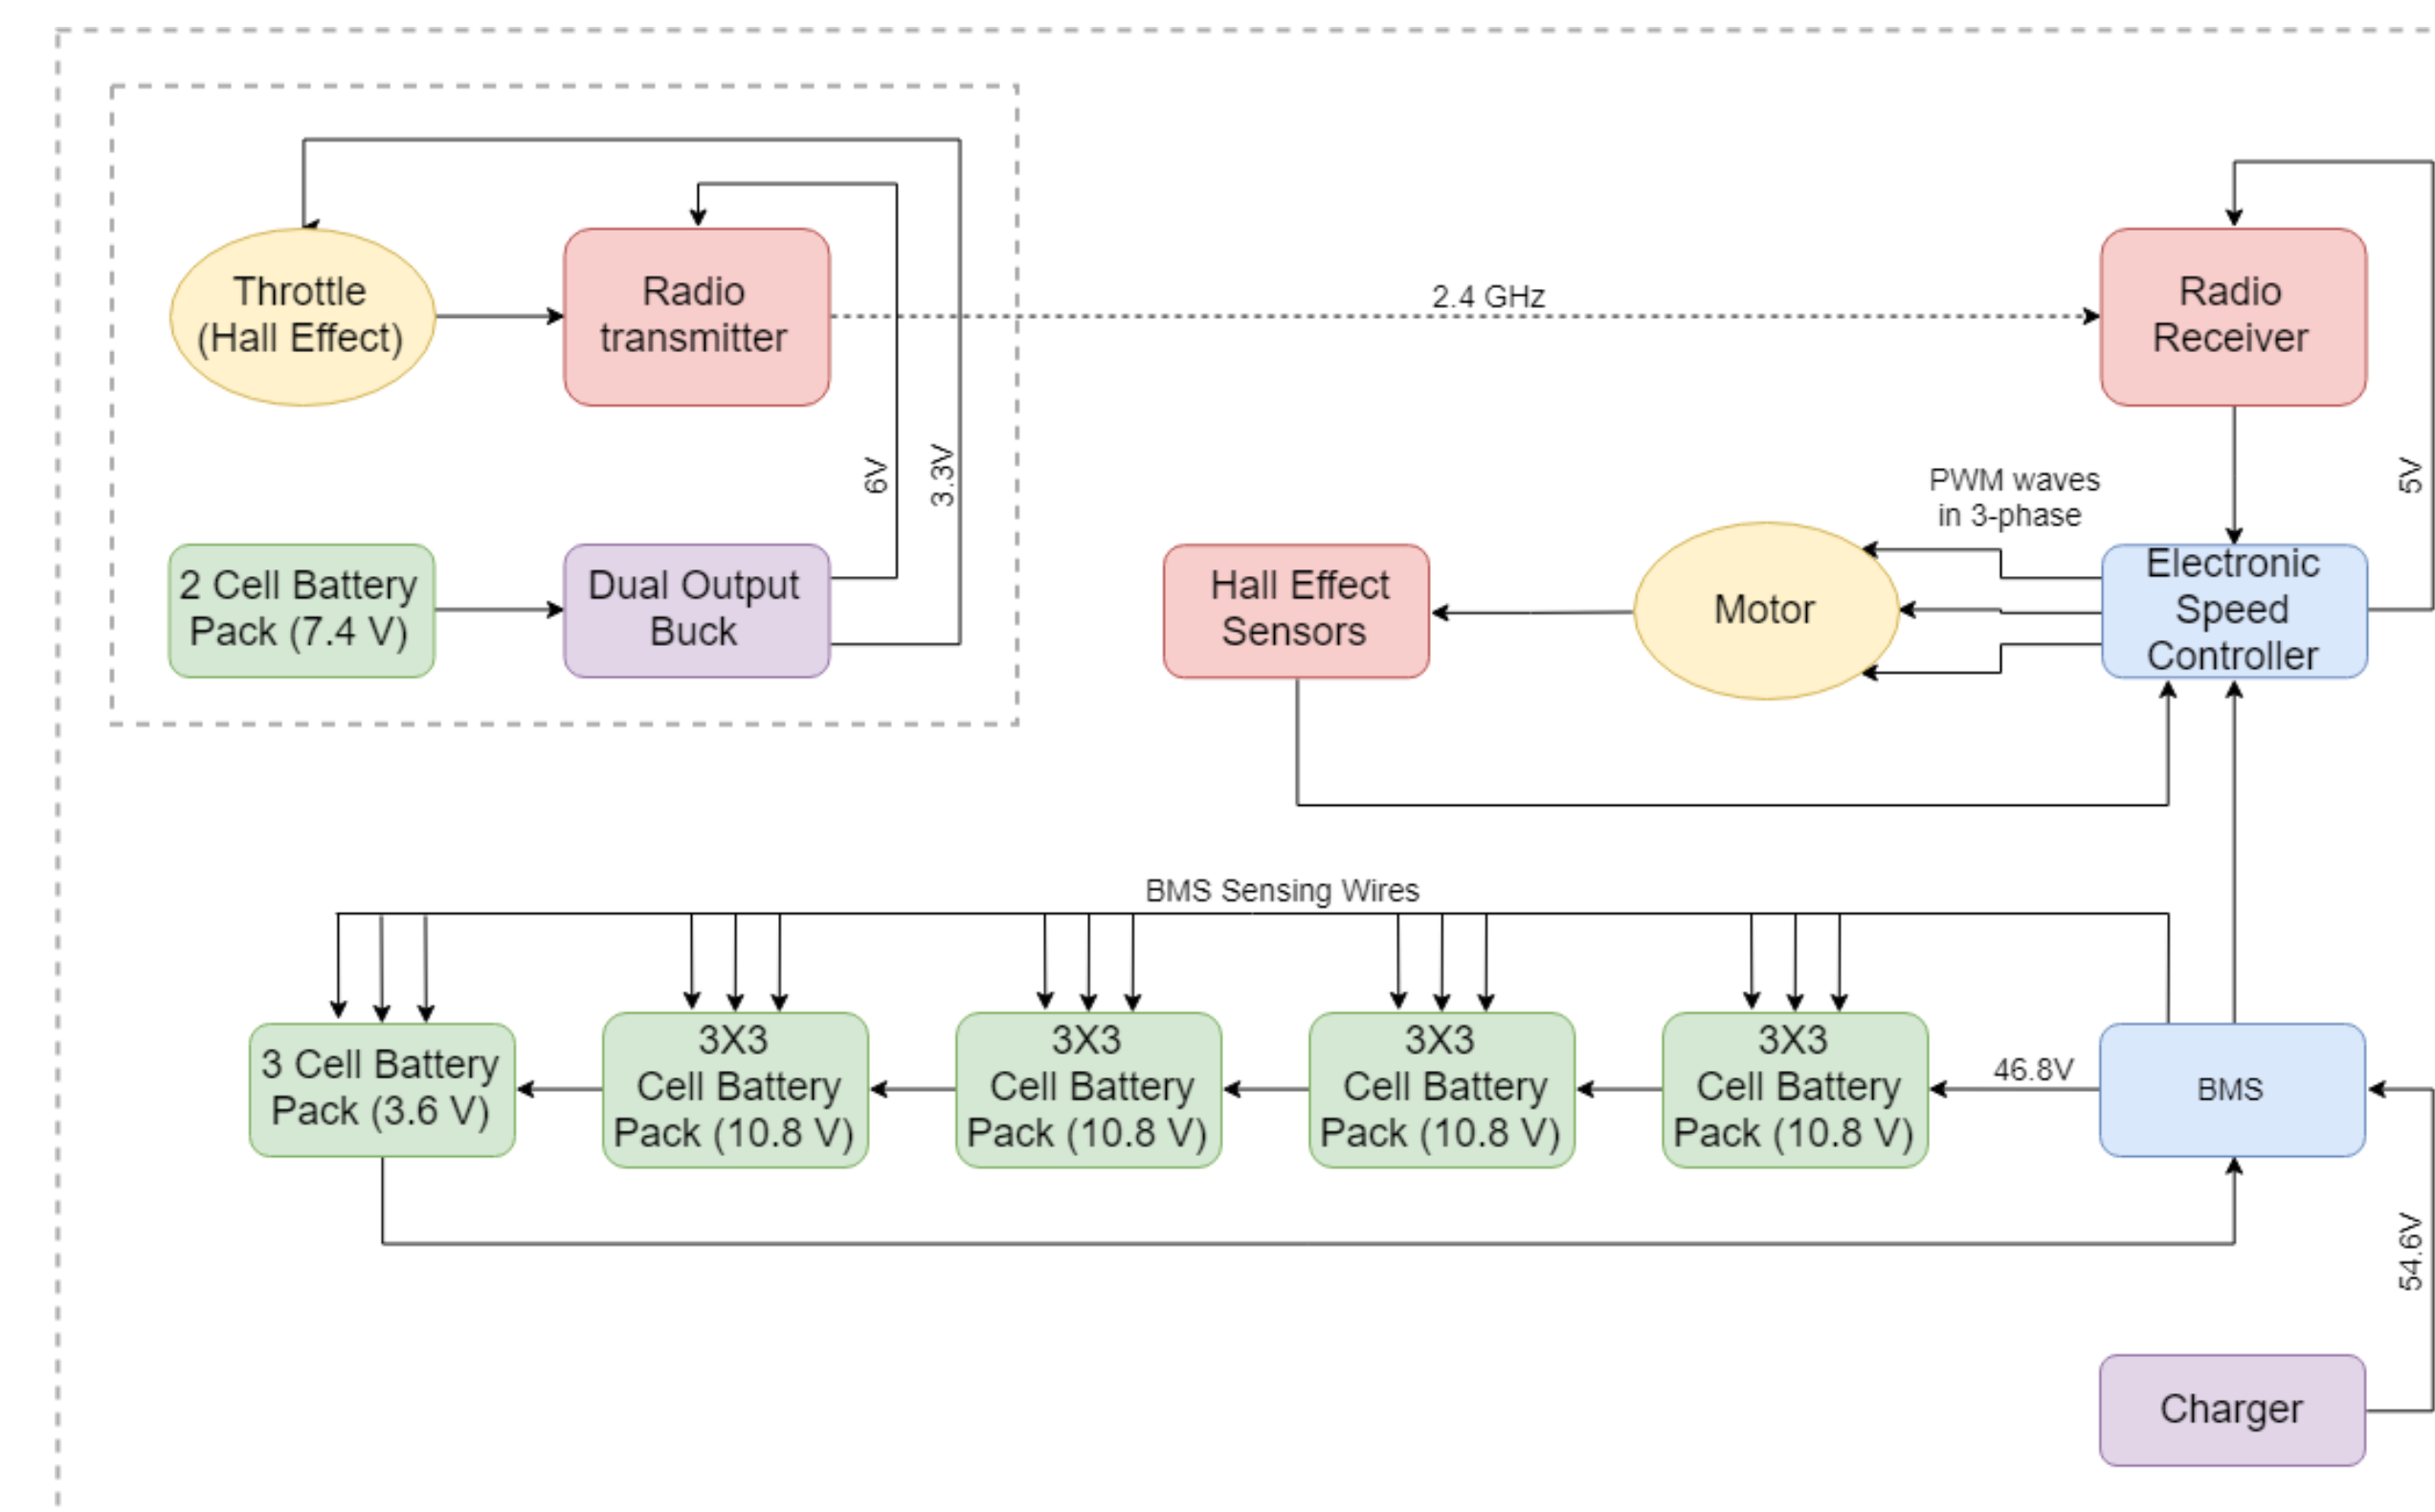 Throttle
(Hall Effect)
Radio
transmitter
2.4 GHz
Radio
Receiver
6V
3.3V
5V
PWM waves
in 3-phase
2 Cell Battery
Pack (7.4 V)
Dual Output
Buck
Hall Effect
Sensors
Motor
Electronic
Speed
Controller
BMS Sensing Wires
3 Cell Battery
Pack (3.6 V)
3X3
Cell Battery
Pack (10.8 V)
3X3
Cell Battery
Pack (10.8 V)
3X3
Cell Battery
Pack (10.8 V)
3X3
Cell Battery
Pack (10.8 V)
46.8V
BMS
54.6V
Charger